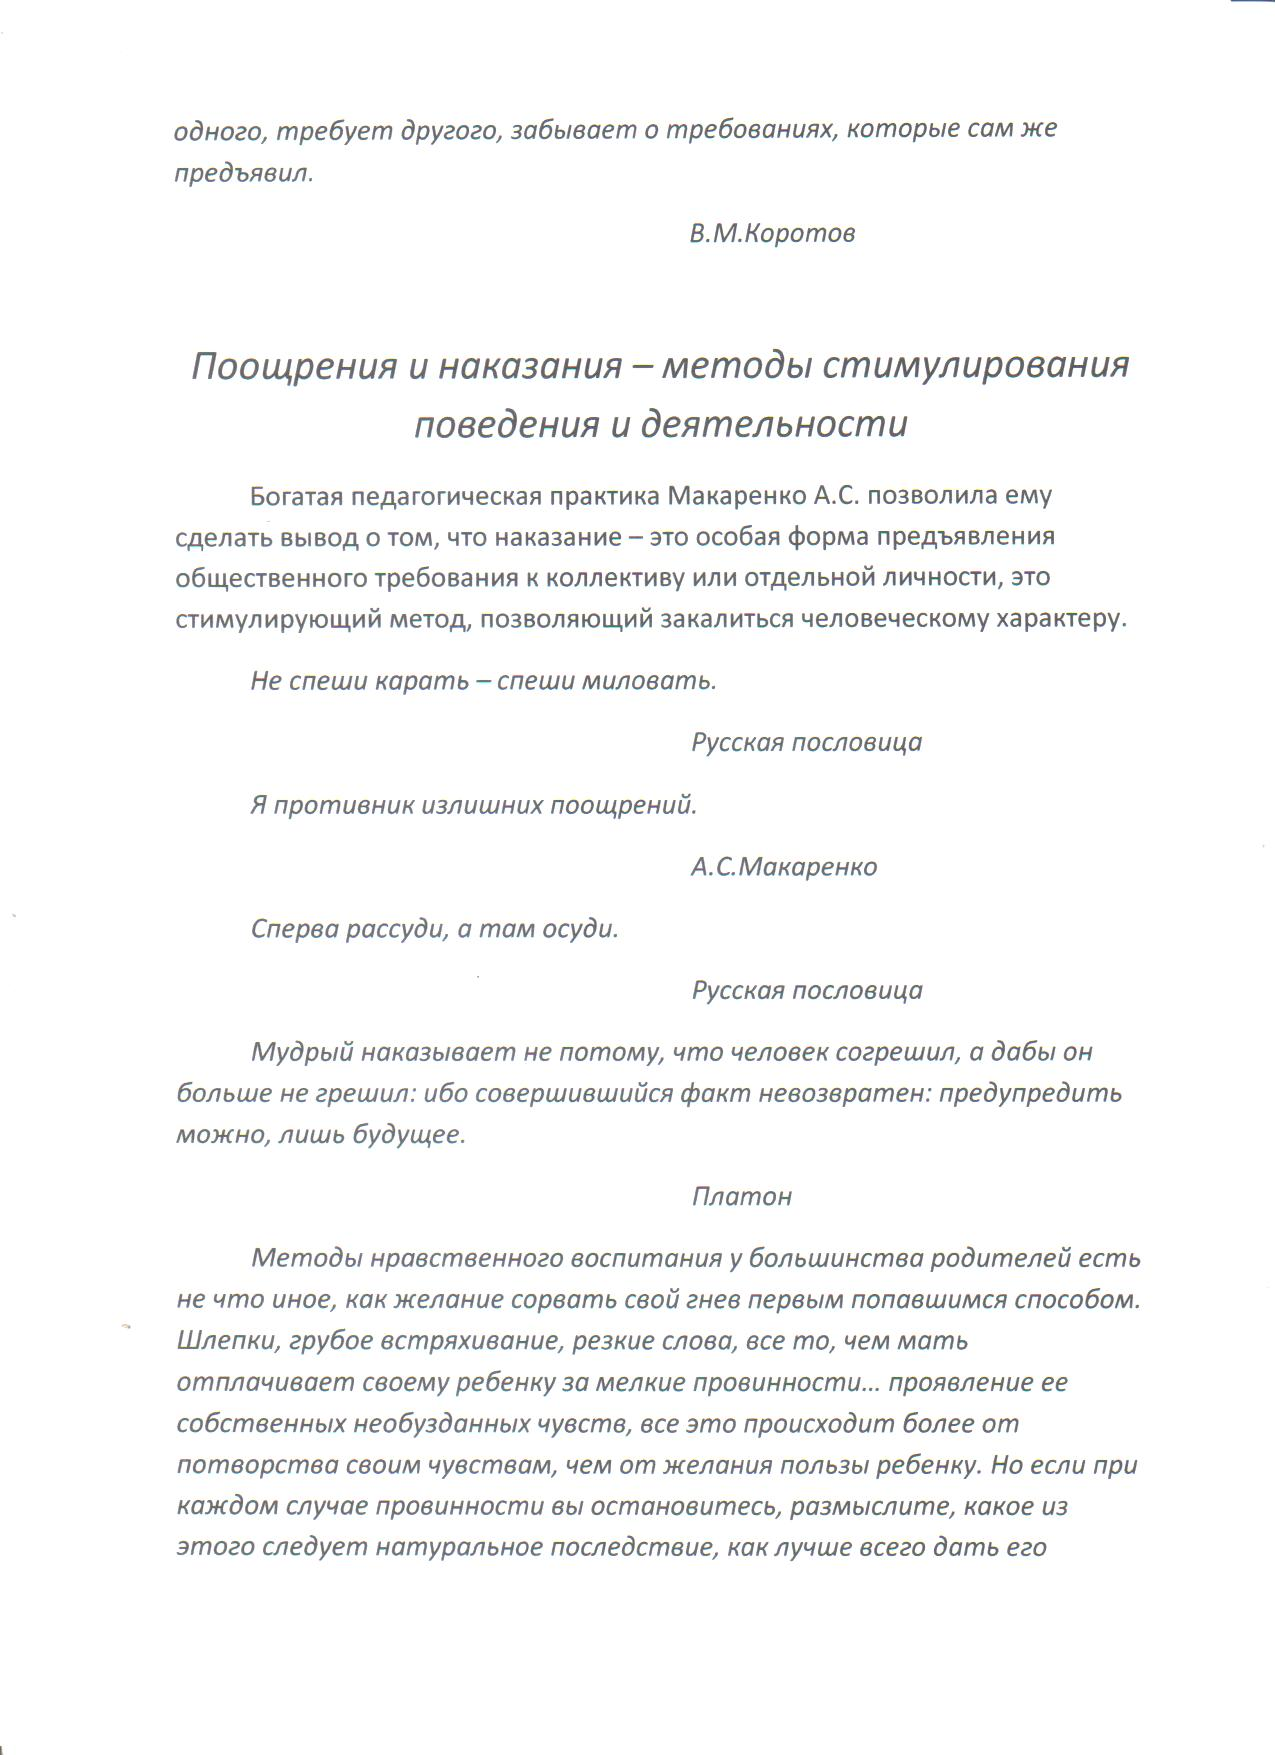 одного, требует другого, забывает о требованиях, которые сам же
предъявил.
В.М.Коротов
Поощрения и наказания – методы стимулирования
поведения и деятельности
Богатая педагогическая практика Макаренко А.С. позволила ему
сделать вывод о том, что наказание – это особая форма предъявления
общественного требования к коллективу или отдельной личности, это
стимулирующий метод, позволяющий закалиться человеческому характеру.
Не спеши карать – спеши миловать.
Русская пословица
Я противник излишних поощрений.
А.С.Макаренко
Сперва рассуди, а там осуди.
Русская пословица
Мудрый наказывает не потому, что человек согрешил, а дабы он
больше не грешил: ибо совершившийся факт невозвратен: предупредить
можно, лишь будущее.
Платон
Методы нравственного воспитания у большинства родителей есть
не что иное, как желание сорвать свой гнев первым попавшимся способом.
Шлепки, грубое встряхивание, резкие слова, все то, чем мать
отплачивает своему ребенку за мелкие провинности… проявление ее
собственных необузданных чувств, все это происходит более от
потворства своим чувствам, чем от желания пользы ребенку. Но если при
каждом случае провинности вы остановитесь, размыслите, какое из
этого следует натуральное последствие, как лучше всего дать его